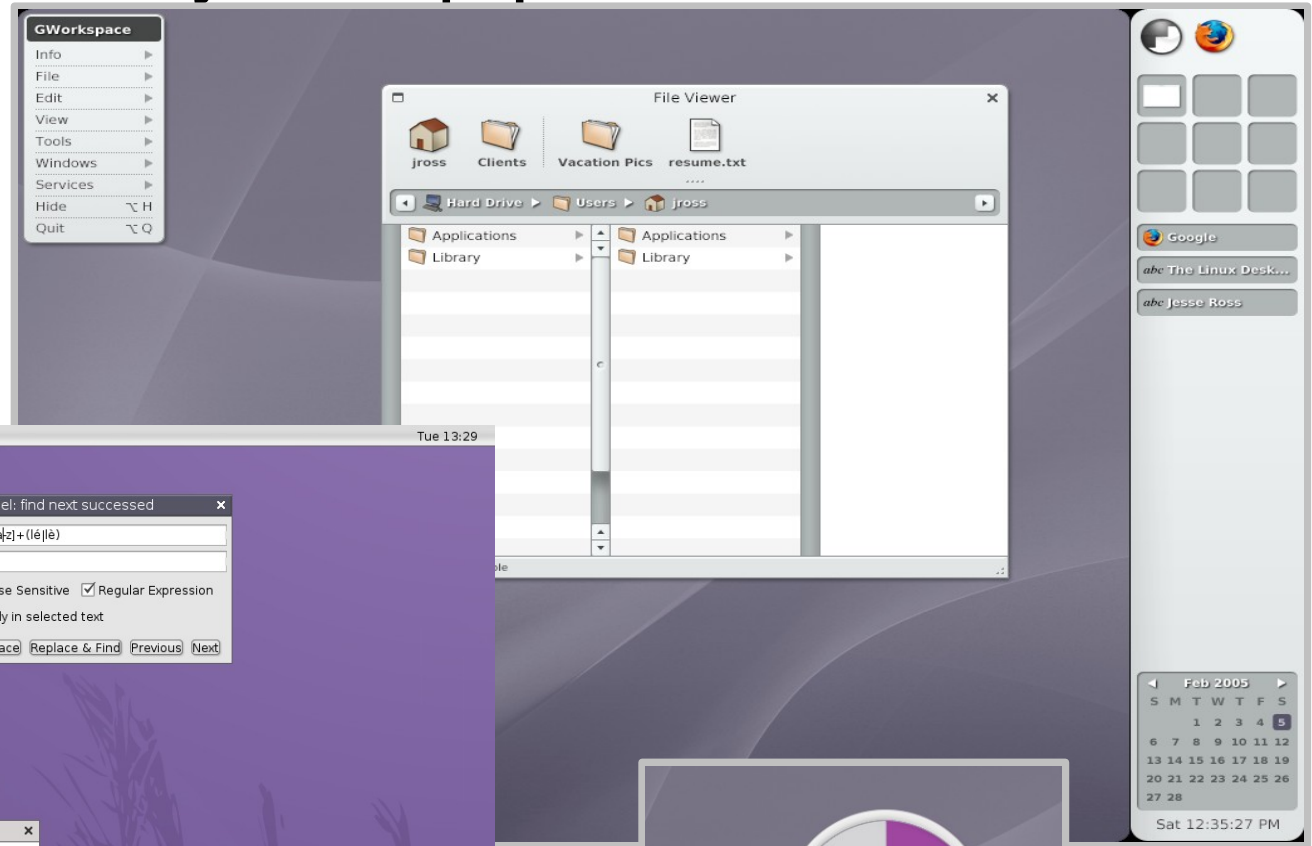 GWorkspace
Info
File
Edit
View
Tools
Windows
Services
Hide ⌥ H
Quit ⌥ Q
File Viewer
jross Clients Vacation Pics resume.txt
Hard Drive Users jross
Applications Applications
Library Library
Google
abc The Linux Desk...
abc Jesse Ross
Feb 2005
S M T W T F S
1 2 3 4 5
6 7 8 9 10 11 12
13 14 15 16 17 18 19
20 21 22 23 24 25 26
27 28
Sat 12:35:27 PM
Tue 13:29
el: find next successed
-z]+(lé|lè)
se Sensitive Regular Expression
ly in selected text
ace Replace & Find Previous Next